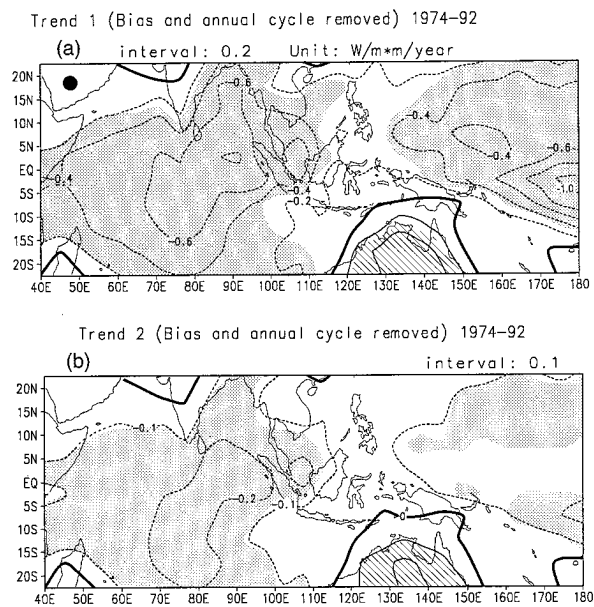 Trend 1 (Bias and annual cycle removed) 1974-92
(a) interval: 0.2 Unit: W/m*m/year
20N
15N
10N
5N
EQ
5S
10S
15S
20S
-0.6
-0.4
-0.4
-0.6
-0.4
-1.0
-0.4
-0.2
-0.6
40E 50E 60E 70E 80E 90E 100E 110E 120E 130E 140E 150E 160E 170E 180
Trend 2 (Bias and annual cycle removed) 1974-92
(b) interval: 0.1
20N
15N
10N
5N
EQ
5S
10S
15S
20S
-0.1
-0.2
-0.1
0
40E 50E 60E 70E 80E 90E 100E 110E 120E 130E 140E 150E 160E 170E 180